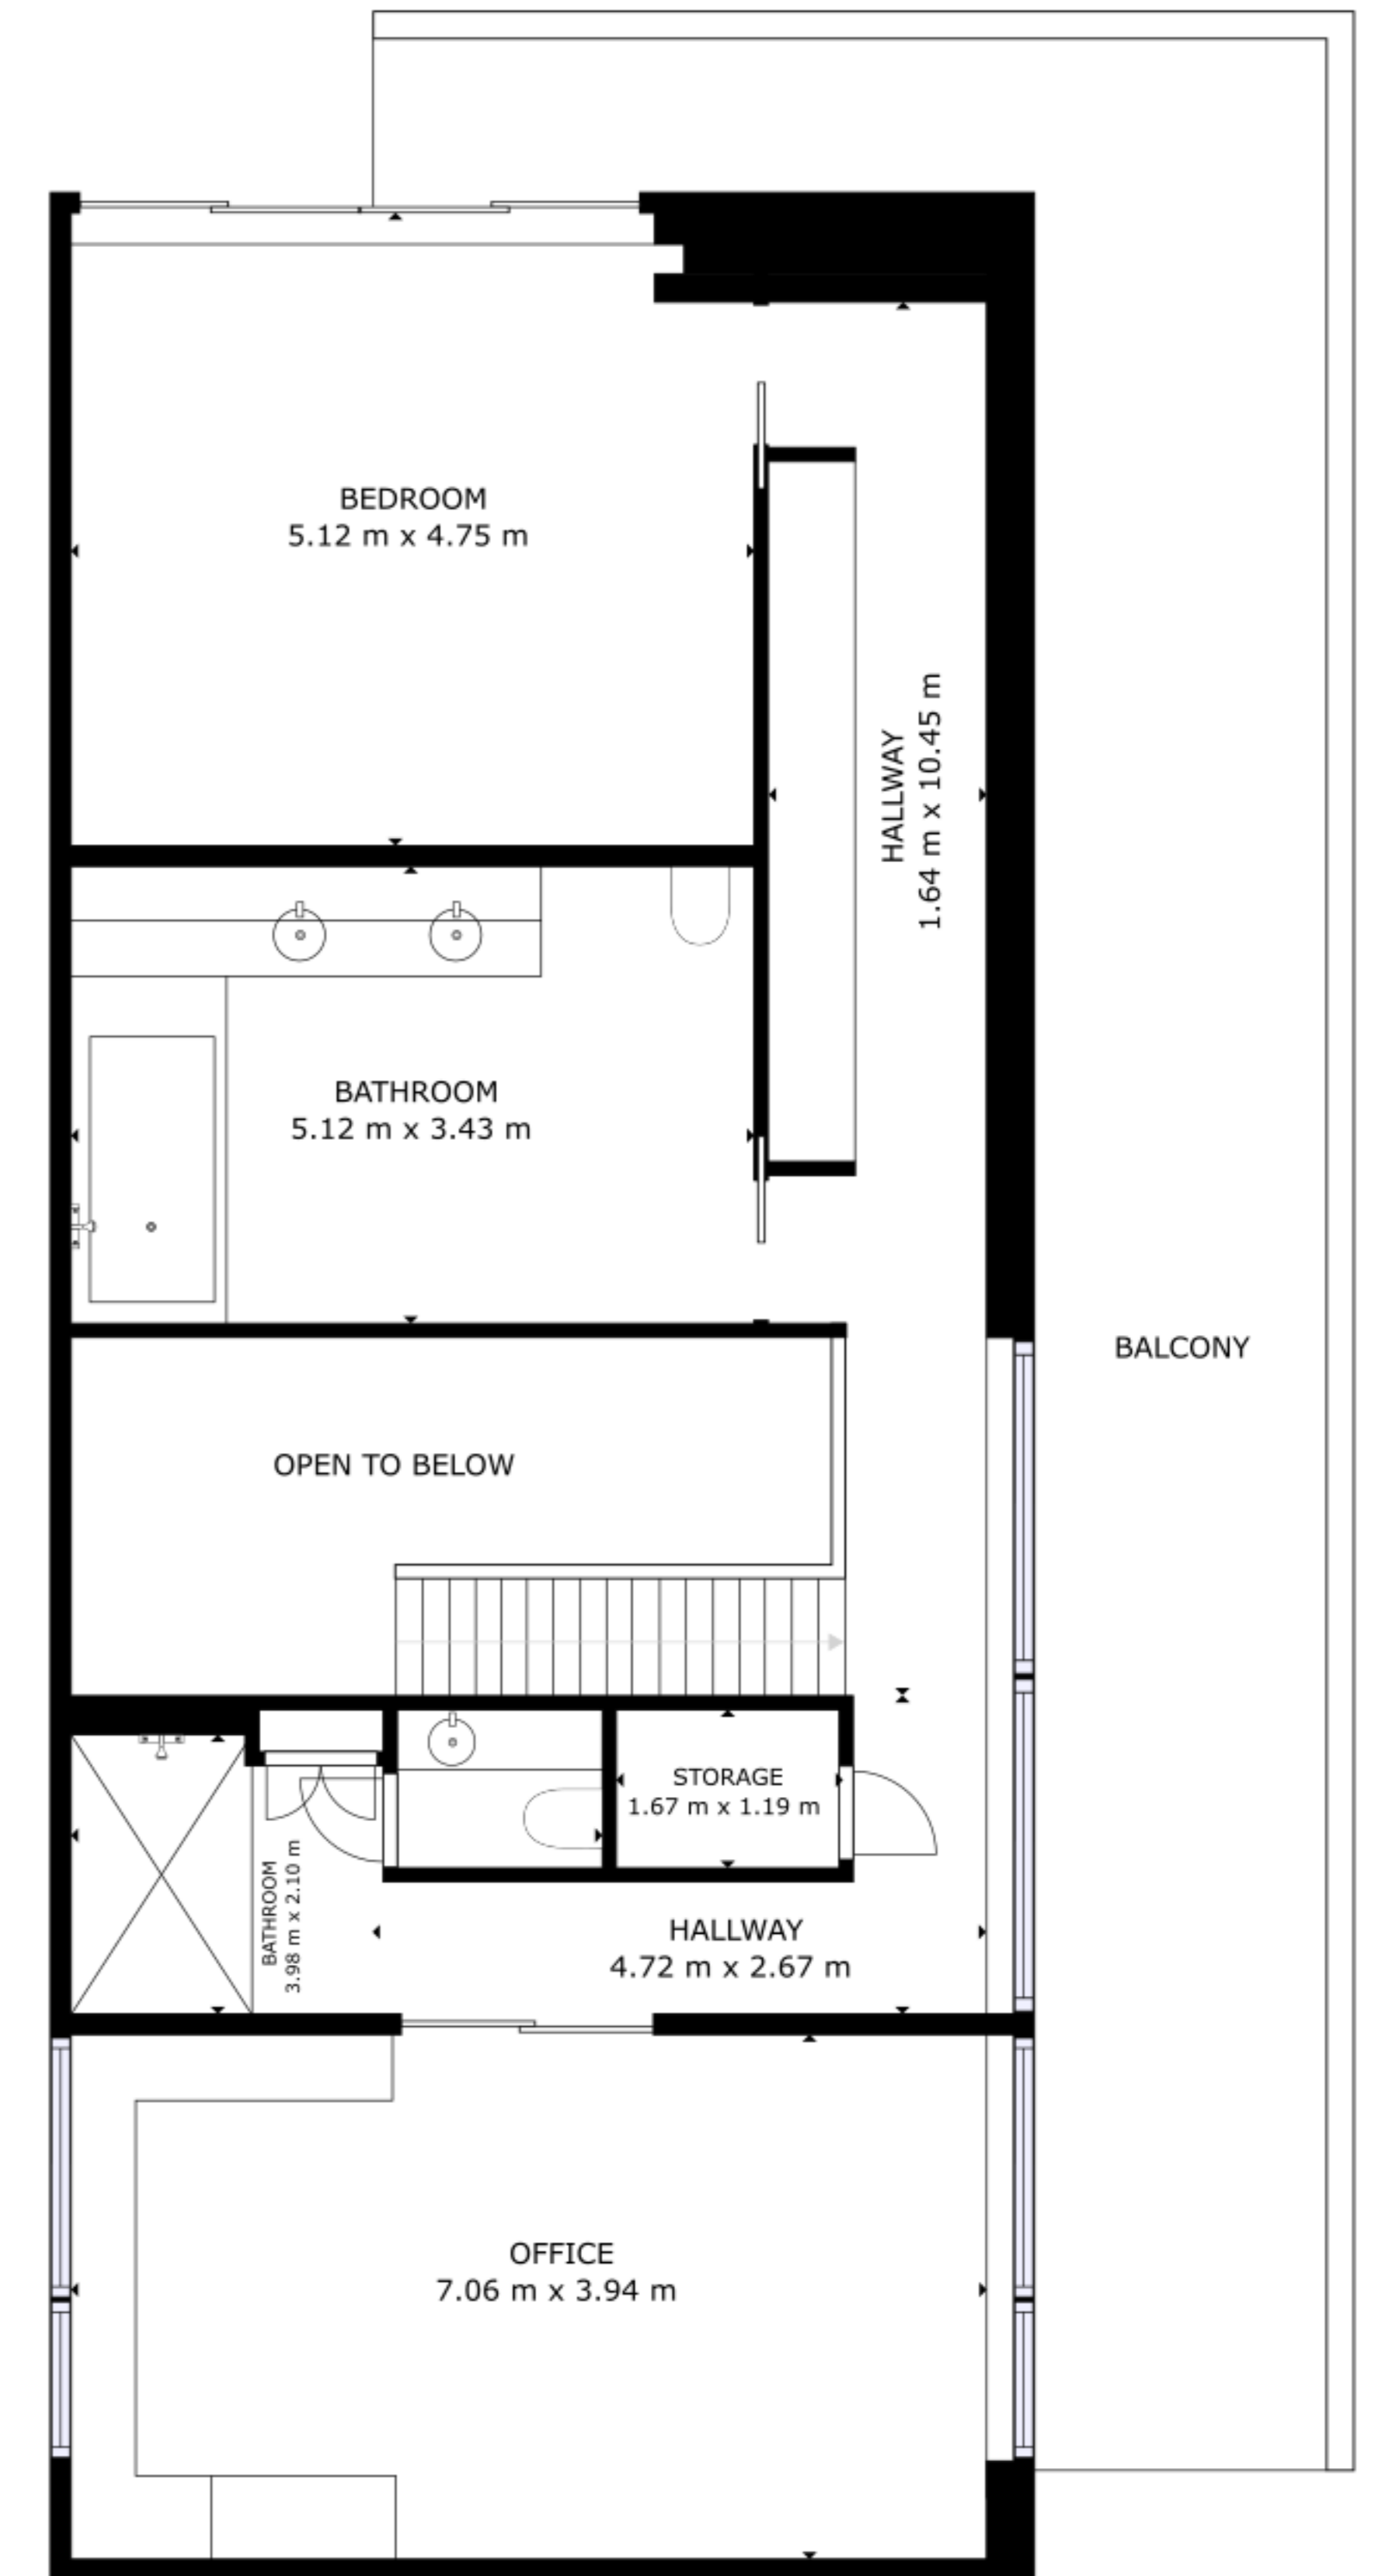 BEDROOM
5.12 m x 4.75 m
HALLWAY
1.64 m x 10.45 m
BATHROOM
5.12 m x 3.43 m
BALCONY
OPEN TO BELOW
STORAGE
1.67 m x 1.19 m
BATHROOM
3.98 m x 2.10 m
HALLWAY
4.72 m x 2.67 m
OFFICE
7.06 m x 3.94 m